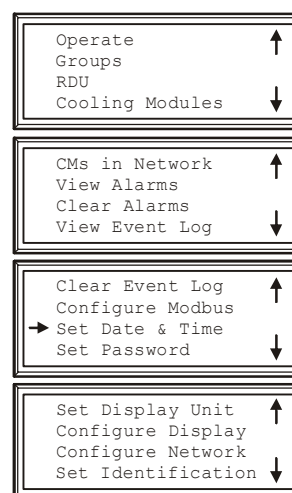 Operate
Groups
RDU
Cooling Modules
CMs in Network
View Alarms
Clear Alarms
View Event Log
Clear Event Log
Configure Modbus
Set Date & Time
Set Password
Set Display Unit
Configure Display
Configure Network
Set Identification